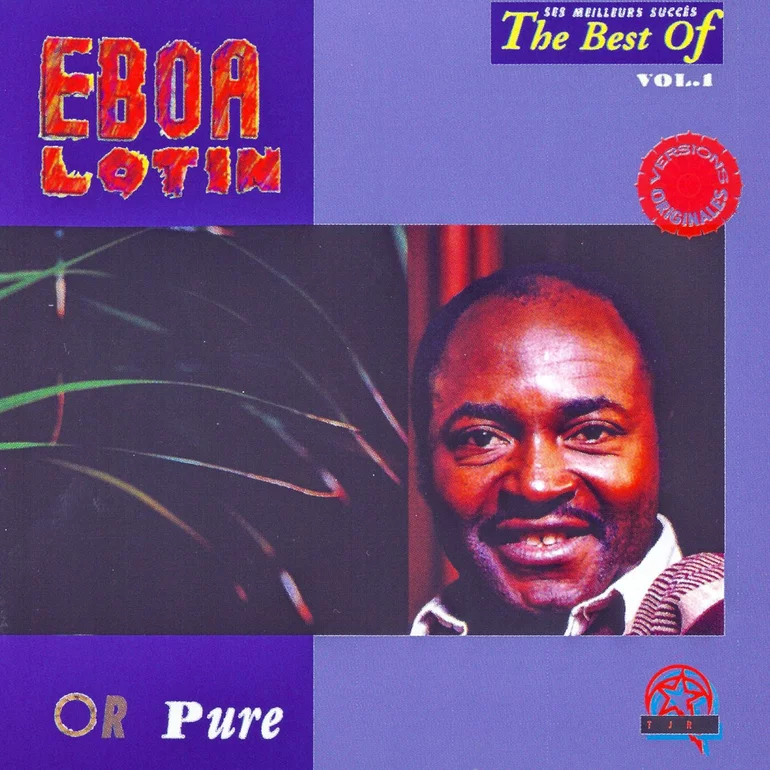 EBOA
LOTIN
SES MEILLEURS SUCCÈS
The Best Of
VOL.1
VERSIONS
ORIGINALES
OR Pure
TJR